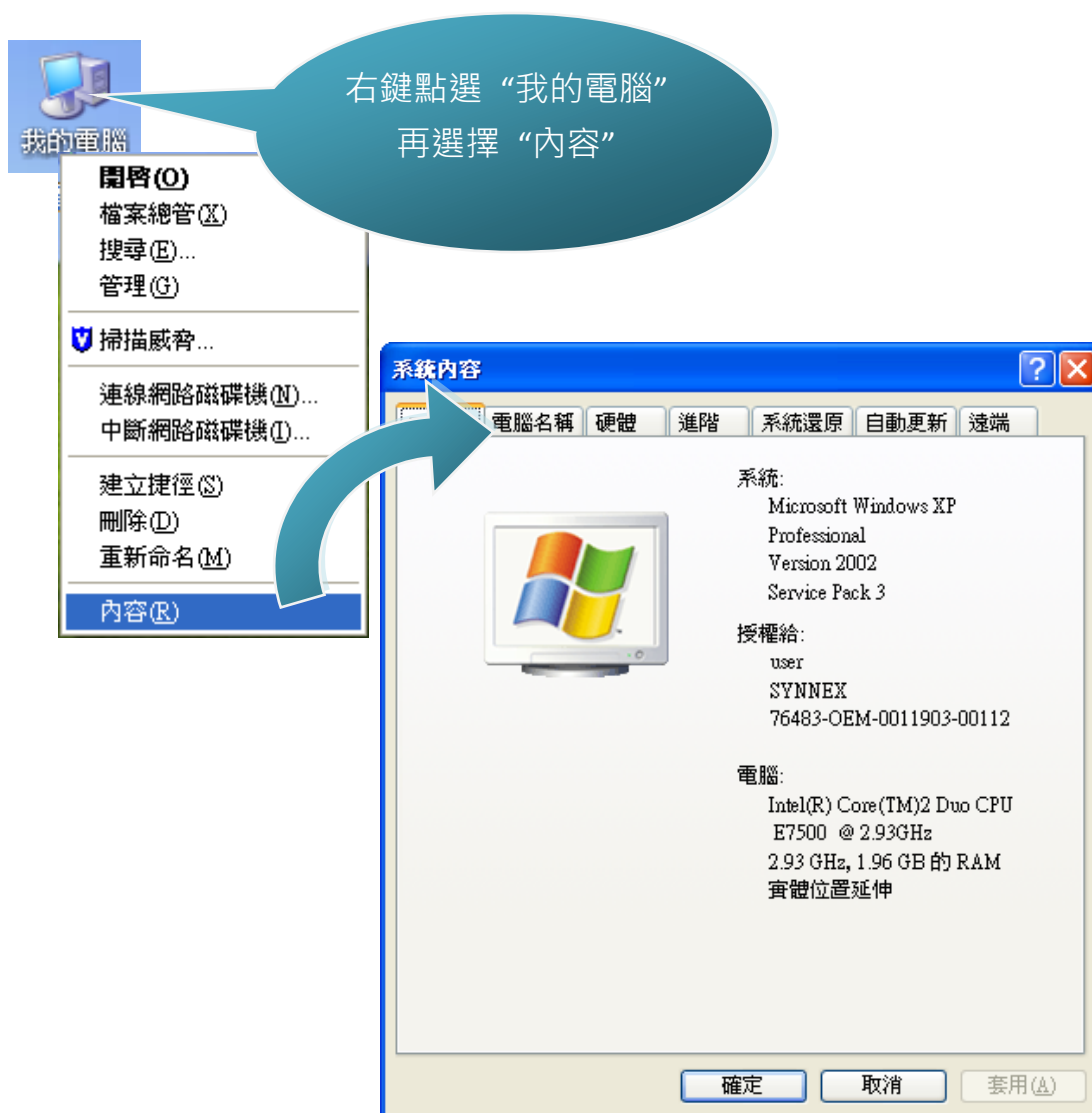 右鍵點選 “我的電腦”
再選擇 “內容”
我的電腦
開啓(O)
檔案總管(X)
搜尋(E)...
管理(G)
掃描威脅...
連線網路磁碟機(N)...
中斷網路磁碟機(I)...
建立捷徑(S)
刪除(D)
重新命名(M)
內容(R)
系統內容
電腦名稱 硬體 進階 系統還原 自動更新 遠端
系統:
Microsoft Windows XP
Professional
Version 2002
Service Pack 3
授權給:
user
SYNNEX
76483-OEM-0011903-00112
電腦:
Intel(R) Core(TM)2 Duo CPU
E7500 @ 2.93GHz
2.93 GHz, 1.96 GB 的 RAM
實體位置延伸
確定 取消 套用(A)